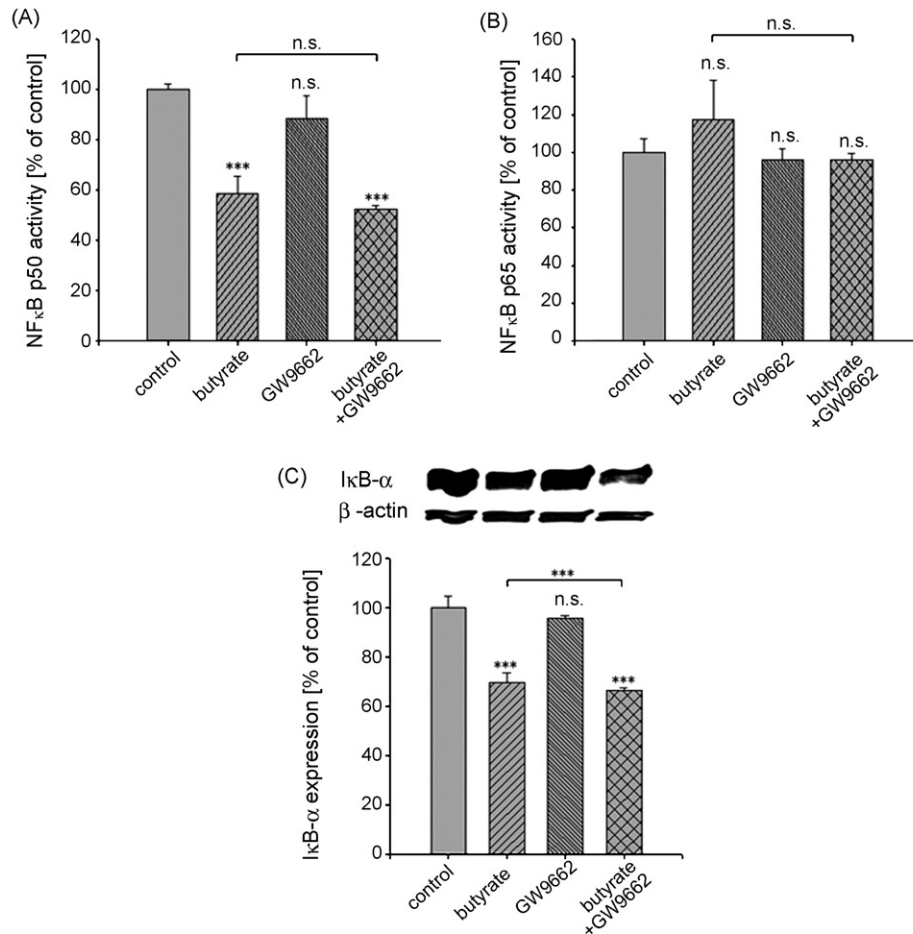 (A)
NFκB p50 activity [% of control]
120
100
80
60
40
20
0
n.s.
***
n.s.
***
control
butyrate
GW9662
butyrate
+GW9662
(B)
NFκB p65 activity [% of control]
160
140
120
100
80
60
40
20
0
n.s.
n.s.
n.s.
n.s.
control
butyrate
GW9662
butyrate
+GW9662
(C)
IκB-α
β -actin
IκB-α expression [% of control]
120
100
80
60
40
20
0
***
***
n.s.
***
control
butyrate
GW9662
butyrate
+GW9662